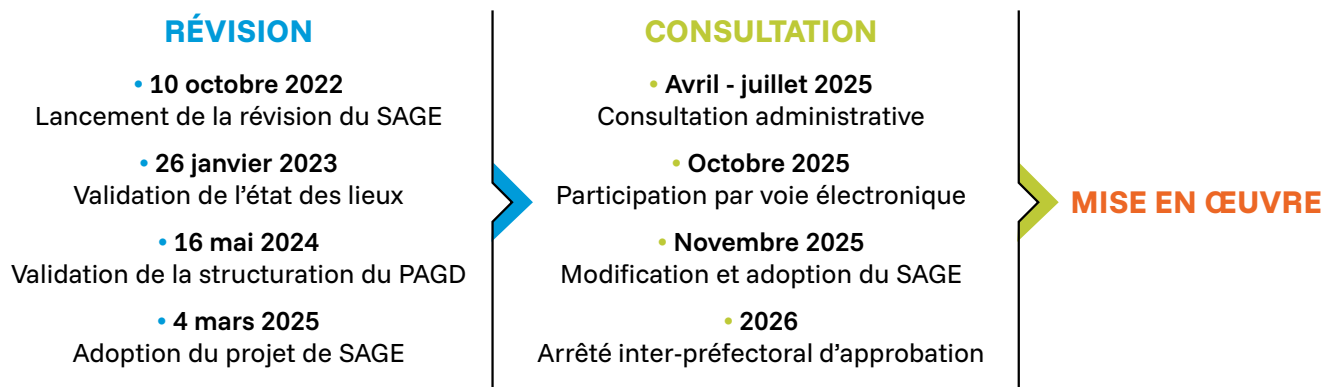 RÉVISION
• 10 octobre 2022
Lancement de la révision du SAGE
• 26 janvier 2023
Validation de l’état des lieux
• 16 mai 2024
Validation de la structuration du PAGD
• 4 mars 2025
Adoption du projet de SAGE
CONSULTATION
• Avril - juillet 2025
Consultation administrative
• Octobre 2025
Participation par voie électronique
• Novembre 2025
Modification et adoption du SAGE
• 2026
Arrêté inter-préfectoral d’approbation
MISE EN ŒUVRE